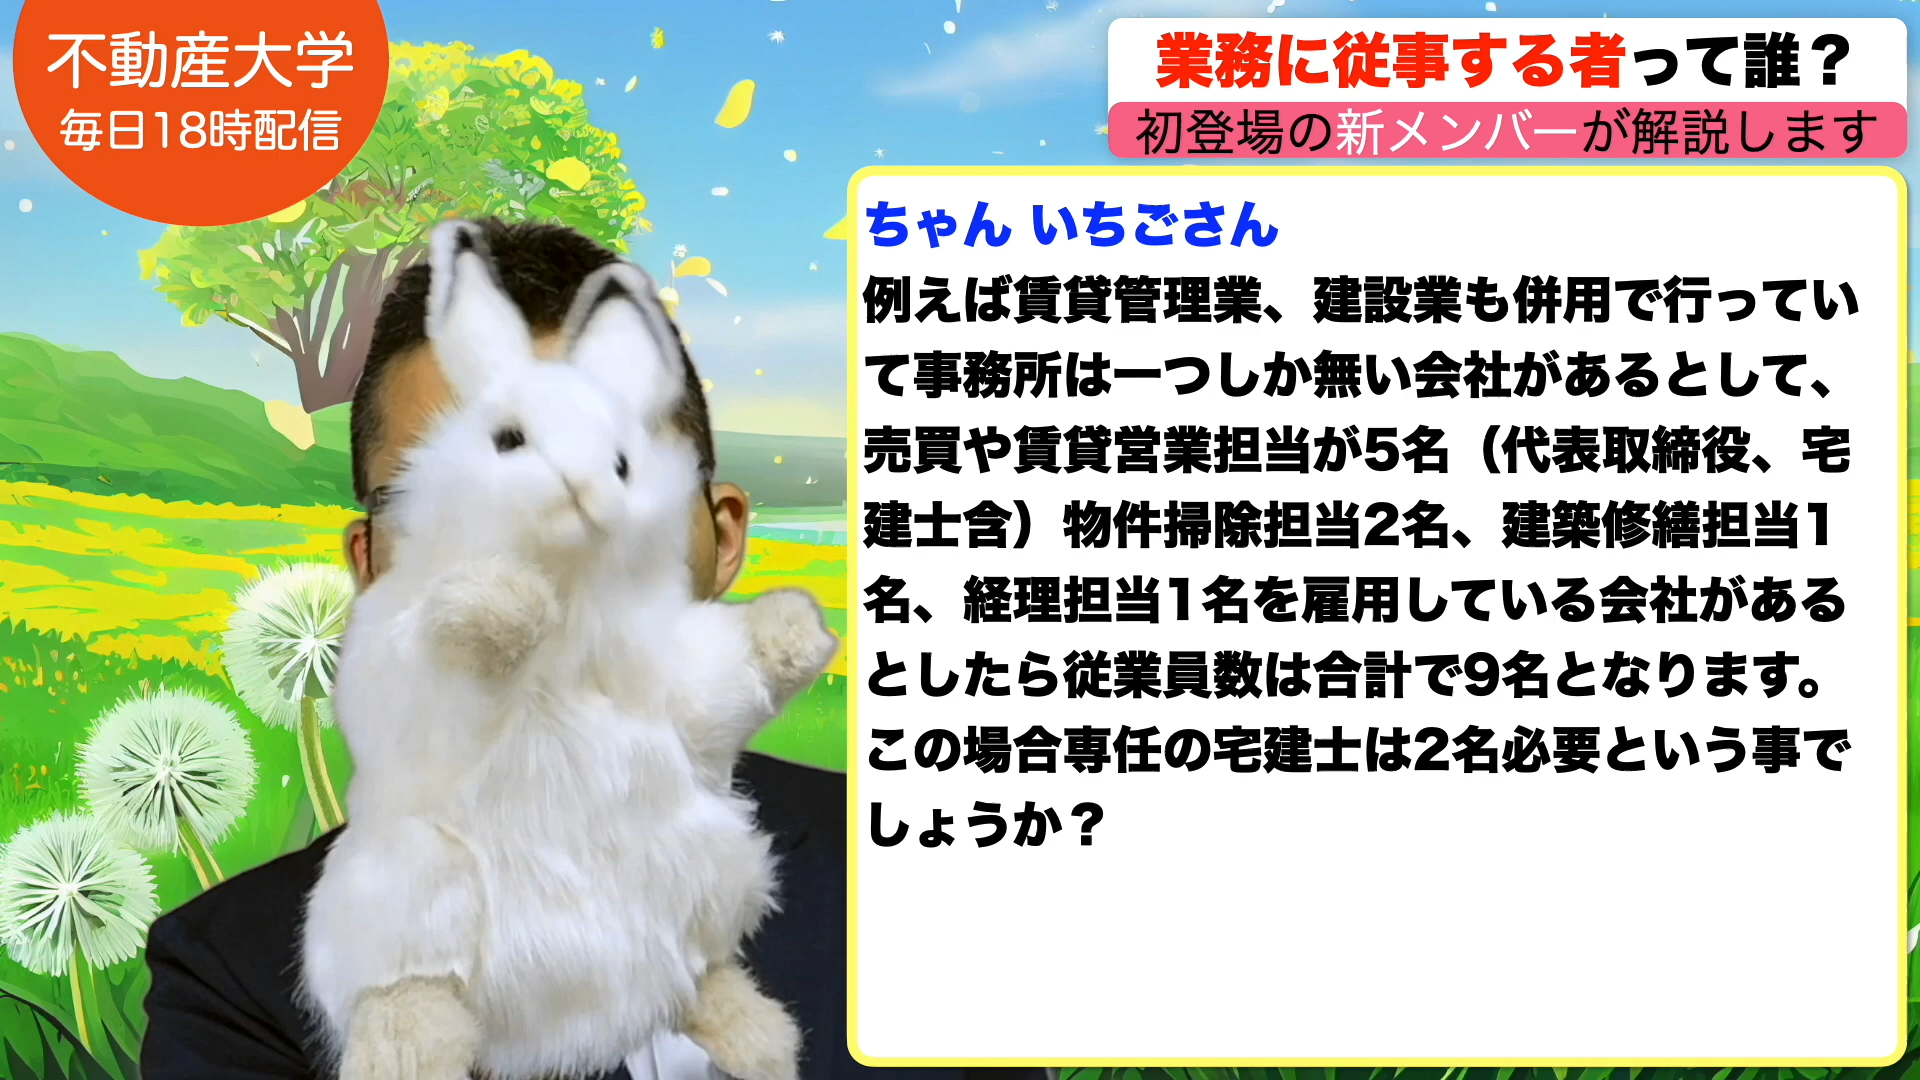 不動産大学
毎日18時配信
業務に従事する者って誰？
初登場の新メンバーが解説します
ちゃん いちごさん
例えば賃貸管理業、建設業も併用で行ってい
て事務所は一つしか無い会社があるとして、
売買や賃貸営業担当が5名（代表取締役、宅
建士含）物件掃除担当2名、建築修繕担当1
名、経理担当1名を雇用している会社がある
としたら従業員数は合計で9名となります。
この場合専任の宅建士は2名必要という事で
しょうか？